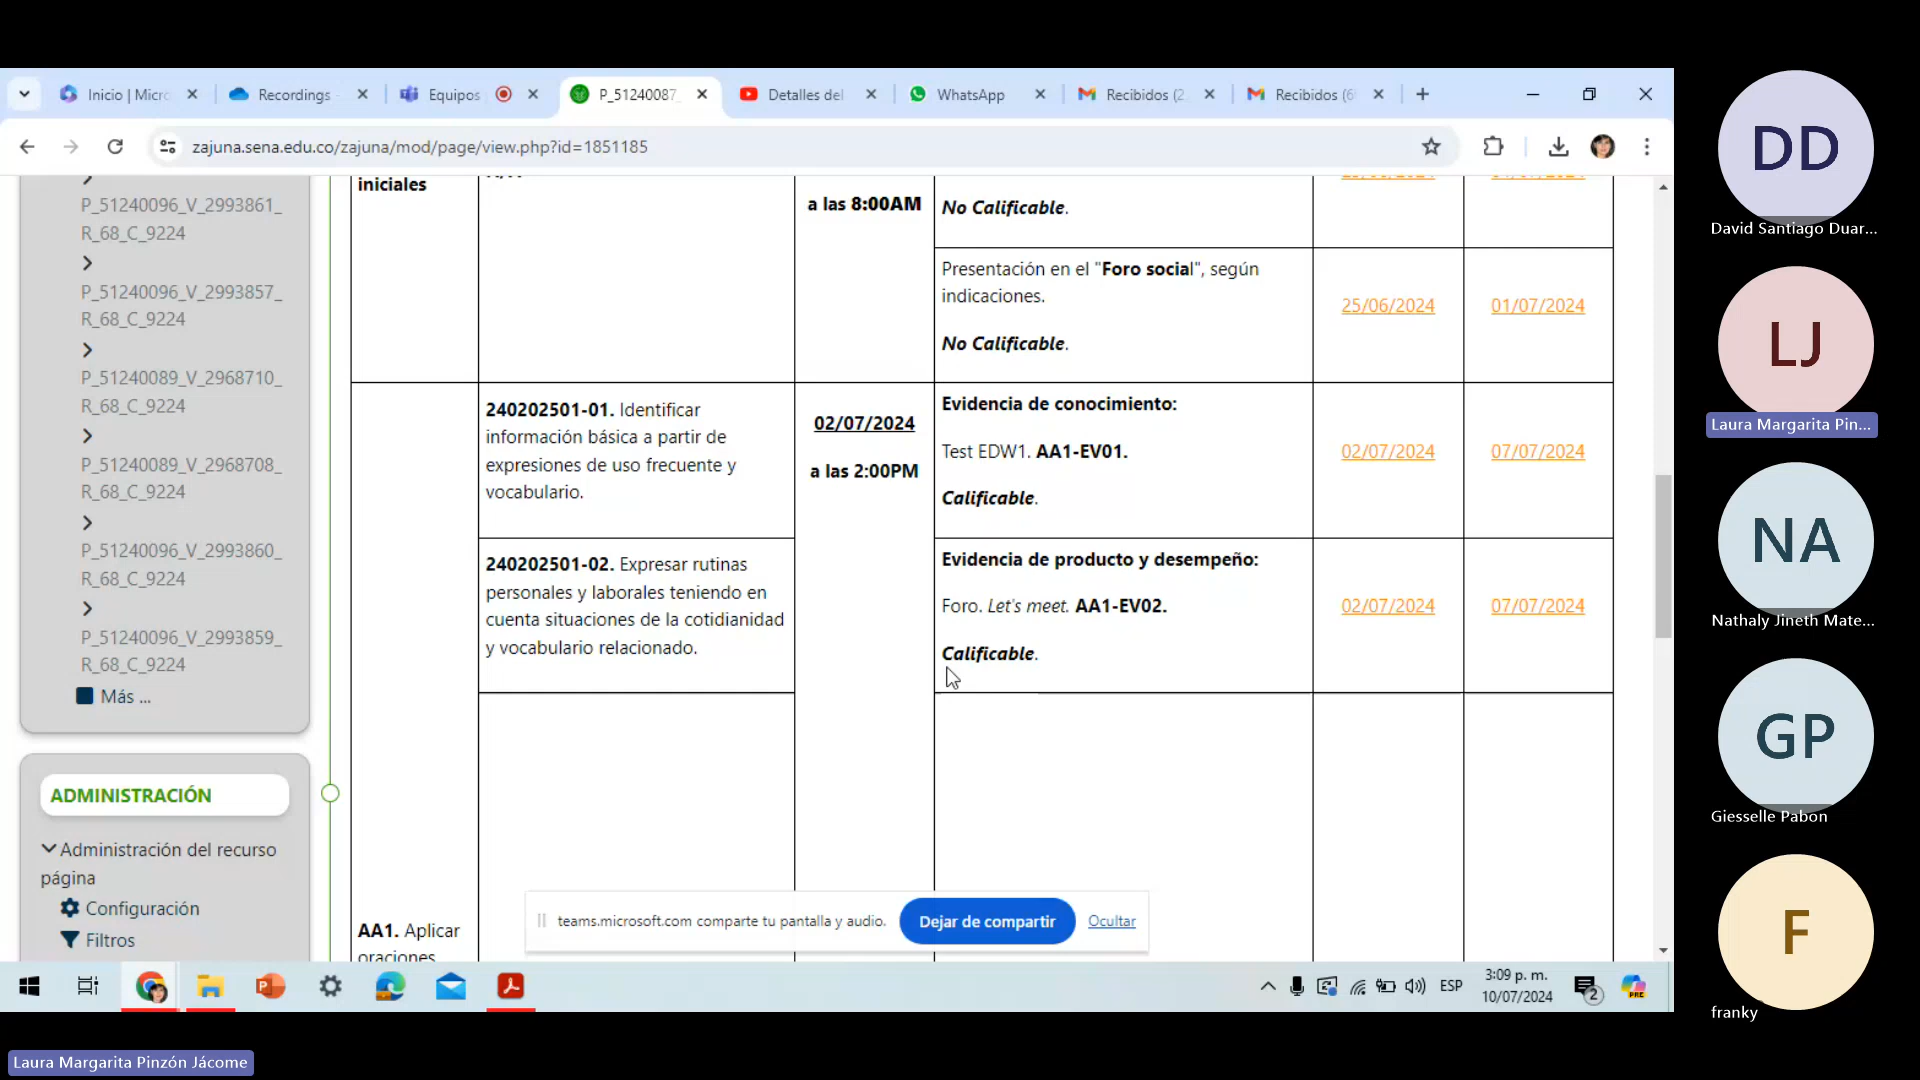 Inicio | Micro
Recordings -
Equipos
P_51240087_
Detalles del
WhatsApp
Recibidos (2
Recibidos (6
zajuna.sena.edu.co/zajuna/mod/page/view.php?id=1851185
P_51240096_V_2993861_
R_68_C_9224
P_51240096_V_2993857_
R_68_C_9224
P_51240089_V_2968710_
R_68_C_9224
P_51240089_V_2968708_
R_68_C_9224
P_51240096_V_2993860_
R_68_C_9224
P_51240096_V_2993859_
R_68_C_9224
Más ...
ADMINISTRACIÓN
Administración del recurso
página
Configuración
Filtros
iniciales
a las 8:00AM
No Calificable.
Presentación en el "Foro social", según
indicaciones.
No Calificable.
25/06/2024
01/07/2024
240202501-01. Identificar
información básica a partir de
expresiones de uso frecuente y
vocabulario.
02/07/2024
a las 2:00PM
Evidencia de conocimiento:
Test EDW1. AA1-EV01.
Calificable.
02/07/2024
07/07/2024
240202501-02. Expresar rutinas
personales y laborales teniendo en
cuenta situaciones de la cotidianidad
y vocabulario relacionado.
Evidencia de producto y desempeño:
Foro. Let's meet. AA1-EV02.
Calificable.
02/07/2024
07/07/2024
AA1. Aplicar
oraciones
teams.microsoft.com comparte tu pantalla y audio.
Dejar de compartir
Ocultar
ESP
3:09 p. m.
10/07/2024
2
PRE
DD
David Santiago Duar...
LJ
Laura Margarita Pin...
NA
Nathaly Jineth Mate...
GP
Giesselle Pabon
F
franky
Laura Margarita Pinzón Jácome